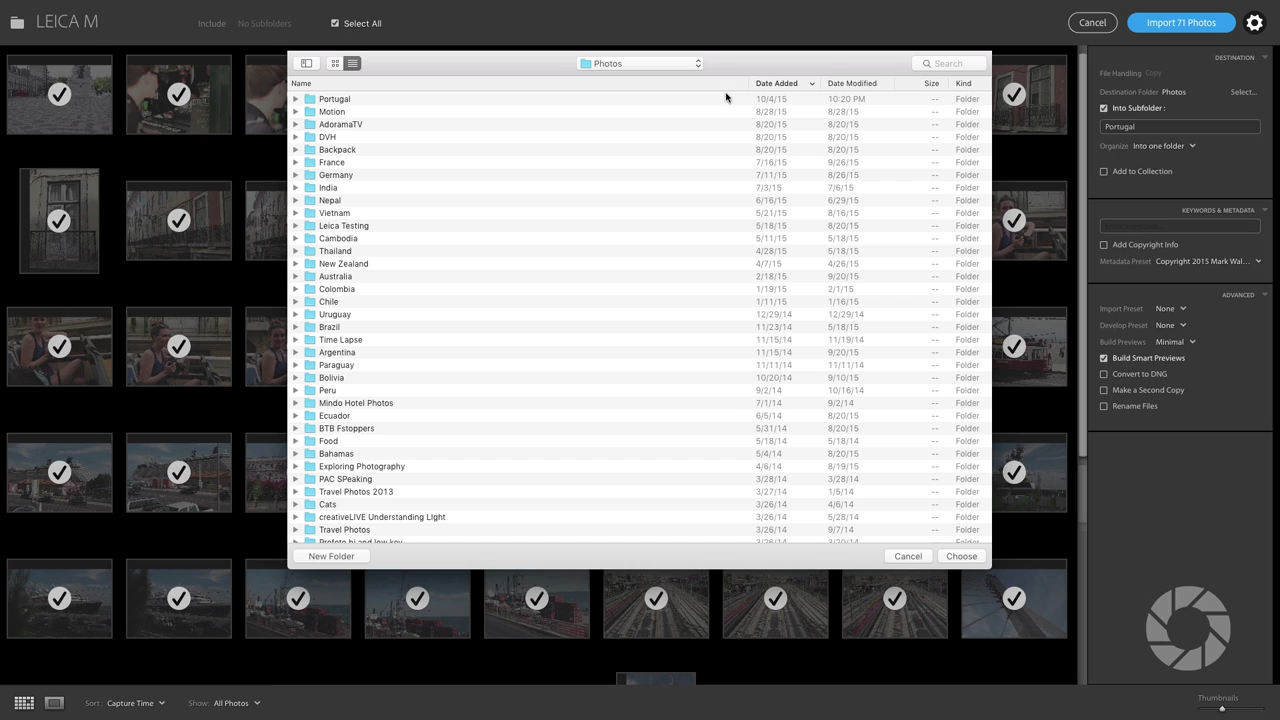 LEICA M
Include No Subfolders Select All
Cancel Import 71 Photos
Photos
Search
Name Date Added Date Modified Size Kind
Portugal 10/4/15 10:20 PM -- Folder
Motion 8/28/15 8/28/15 -- Folder
AdoramaTV 8/20/15 8/20/15 -- Folder
DVH 8/20/15 8/20/15 -- Folder
Backpack 8/20/15 8/20/15 -- Folder
France 7/16/15 9/26/15 -- Folder
Germany 7/11/15 8/26/15 -- Folder
India 7/3/15 7/6/15 -- Folder
Nepal 6/16/15 6/29/15 -- Folder
Vietnam 5/21/15 8/16/15 -- Folder
Leica Testing 5/18/15 8/20/15 -- Folder
Cambodia 5/11/15 5/18/15 -- Folder
Thailand 4/28/15 5/18/15 -- Folder
New Zealand 4/7/15 4/26/15 -- Folder
Australia 2/18/15 9/20/15 -- Folder
Colombia 1/19/15 2/1/15 -- Folder
Chile 1/11/15 1/16/15 -- Folder
Uruguay 12/29/14 12/29/14 -- Folder
Brazil 11/23/14 5/18/15 -- Folder
Time Lapse 11/15/14 11/19/14 -- Folder
Argentina 11/15/14 9/20/15 -- Folder
Paraguay 11/11/14 11/11/14 -- Folder
Bolivia 10/20/14 9/10/15 -- Folder
Peru 9/2/14 10/16/14 -- Folder
Mindo Hotel Photos 7/1/14 9/2/14 -- Folder
Ecuador 6/5/14 8/20/15 -- Folder
BTB Fstoppers 5/31/14 8/20/15 -- Folder
Food 5/18/14 5/18/14 -- Folder
Bahamas 5/4/14 8/20/15 -- Folder
Exploring Photography 4/6/14 8/19/15 -- Folder
PAC SPeaking 3/28/14 3/28/14 -- Folder
Travel Photos 2013 3/27/14 1/5/14 -- Folder
Cats 3/26/14 4/6/14 -- Folder
creativeLIVE Understanding LIght 3/26/14 5/28/14 -- Folder
Travel Photos 3/26/14 9/7/14 -- Folder
Profoto hi and low key 3/26/14 3/20/14 -- Folder
New Folder Cancel Choose
DESTINATION
File Handling Copy
Destination Folder Photos Select...
Into Subfolder :
Portugal
Organize Into one folder
Add to Collection
KEYWORDS & METADATA
Add Copyright Info
Metadata Preset Copyright 2015 Mark Wal...
ADVANCED
Import Preset None
Develop Preset None
Build Previews Minimal
Build Smart Previews
Convert to DNG
Make a Second Copy
Rename Files
Sort : Capture Time Show: All Photos
Thumbnails